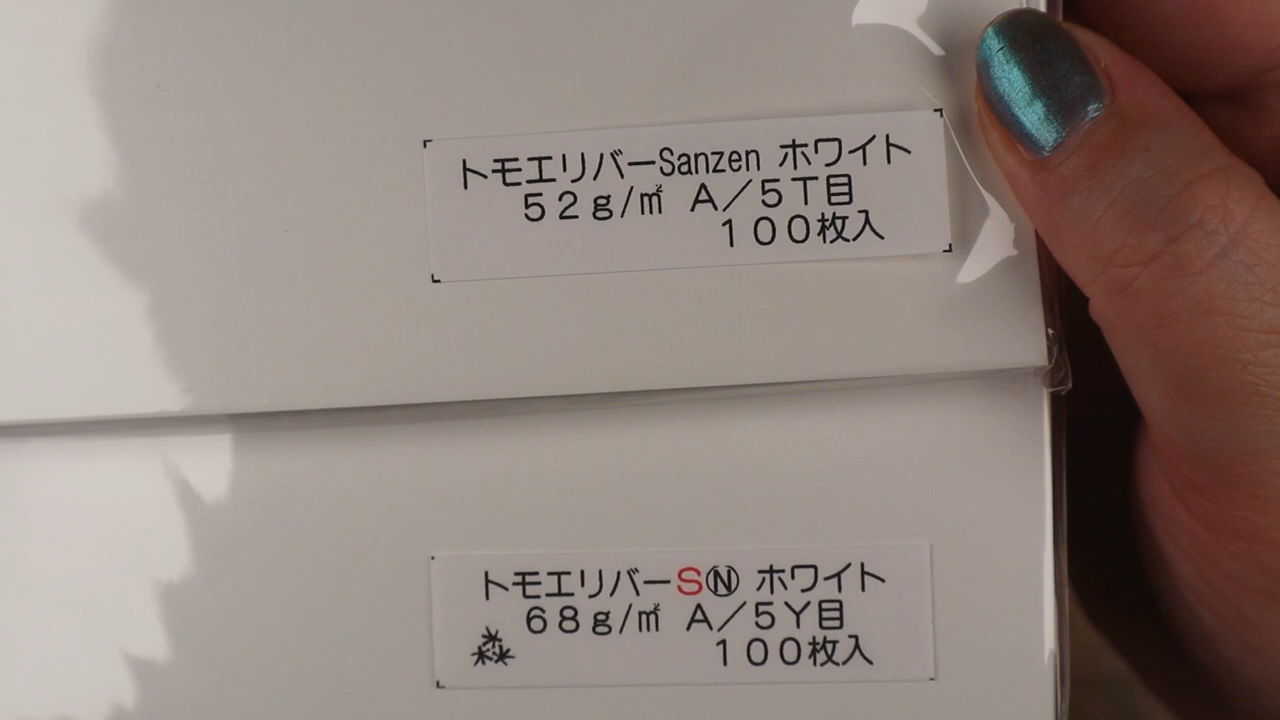 トモエリバーSanzen ホワイト
52g/㎡ A/5T目
100枚入
トモエリバーSⓃ ホワイト
68g/㎡ A/5Y目
100枚入